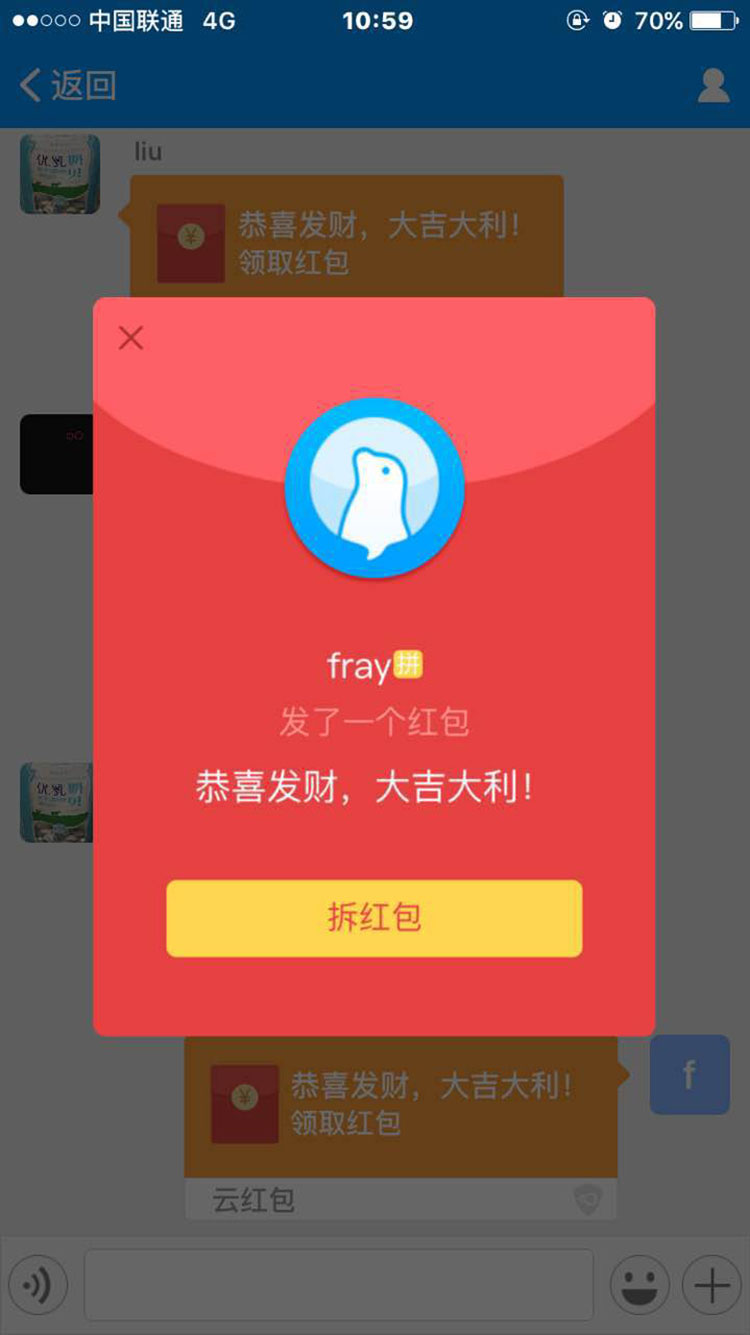 中国联通 4G 10:59 70%
返回
liu
恭喜发财，大吉大利！
领取红包
fray拼
发了一个红包
恭喜发财，大吉大利！
拆红包
恭喜发财，大吉大利！
领取红包
f
云红包